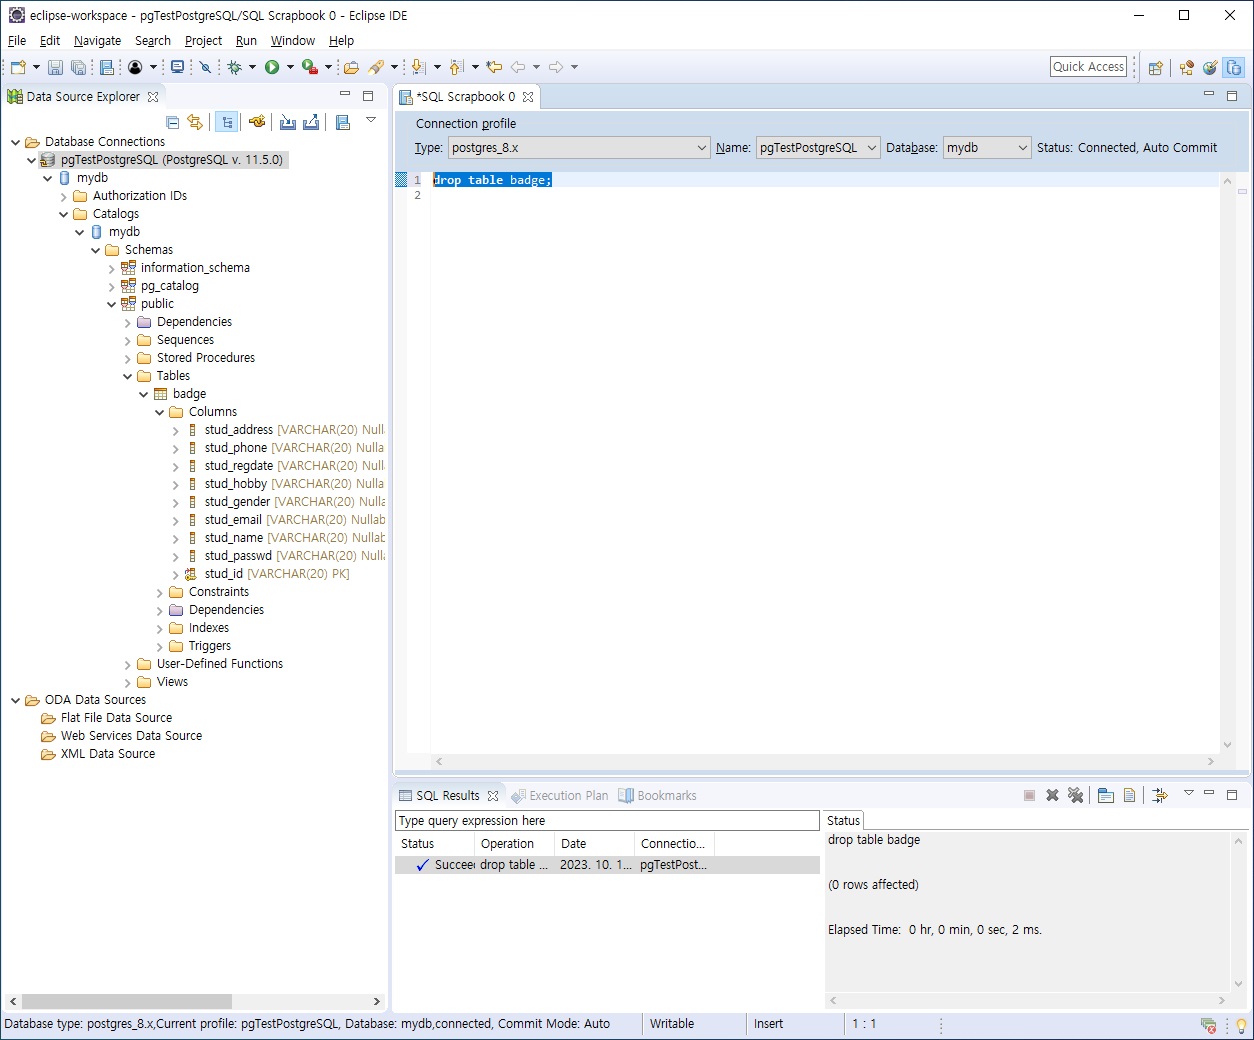 eclipse-workspace - pgTestPostgreSQL/SQL Scrapbook 0 - Eclipse IDE
File Edit Navigate Search Project Run Window Help
Quick Access
Data Source Explorer
Database Connections
pgTestPostgreSQL (PostgreSQL v. 11.5.0)
mydb
Authorization IDs
Catalogs
mydb
Schemas
information_schema
pg_catalog
public
Dependencies
Sequences
Stored Procedures
Tables
badge
Columns
stud_address [VARCHAR(20) Null
stud_phone [VARCHAR(20) Nulla
stud_regdate [VARCHAR(20) Null
stud_hobby [VARCHAR(20) Nulla
stud_gender [VARCHAR(20) Nulla
stud_email [VARCHAR(20) Nullab
stud_name [VARCHAR(20) Nullab
stud_passwd [VARCHAR(20) Nulla
stud_id [VARCHAR(20) PK]
Constraints
Dependencies
Indexes
Triggers
User-Defined Functions
Views
ODA Data Sources
Flat File Data Source
Web Services Data Source
XML Data Source
*SQL Scrapbook 0
Connection profile
Type: postgres_8.x Name: pgTestPostgreSQL Database: mydb Status: Connected, Auto Commit
1 drop table badge;
2
SQL Results Execution Plan Bookmarks
Type query expression here
Status Operation Date Connectio...
Succee drop table ... 2023. 10. 1... pgTestPost...
Status
drop table badge
(0 rows affected)
Elapsed Time: 0 hr, 0 min, 0 sec, 2 ms.
Database type: postgres_8.x,Current profile: pgTestPostgreSQL, Database: mydb,connected, Commit Mode: Auto Writable Insert 1 : 1